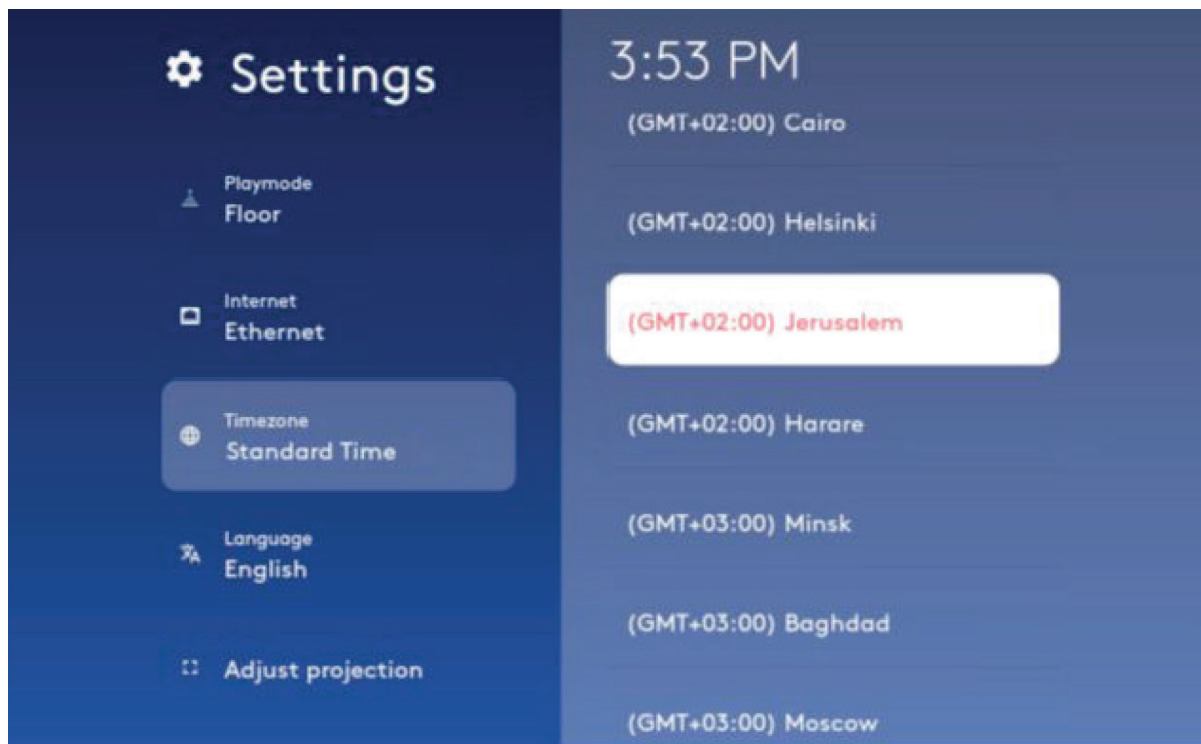 Settings
Playmode
Floor
Internet
Ethernet
Timezone
Standard Time
Language
English
Adjust projection
3:53 PM
(GMT+02:00) Cairo
(GMT+02:00) Helsinki
(GMT+02:00) Jerusalem
(GMT+02:00) Harare
(GMT+03:00) Minsk
(GMT+03:00) Baghdad
(GMT+03:00) Moscow